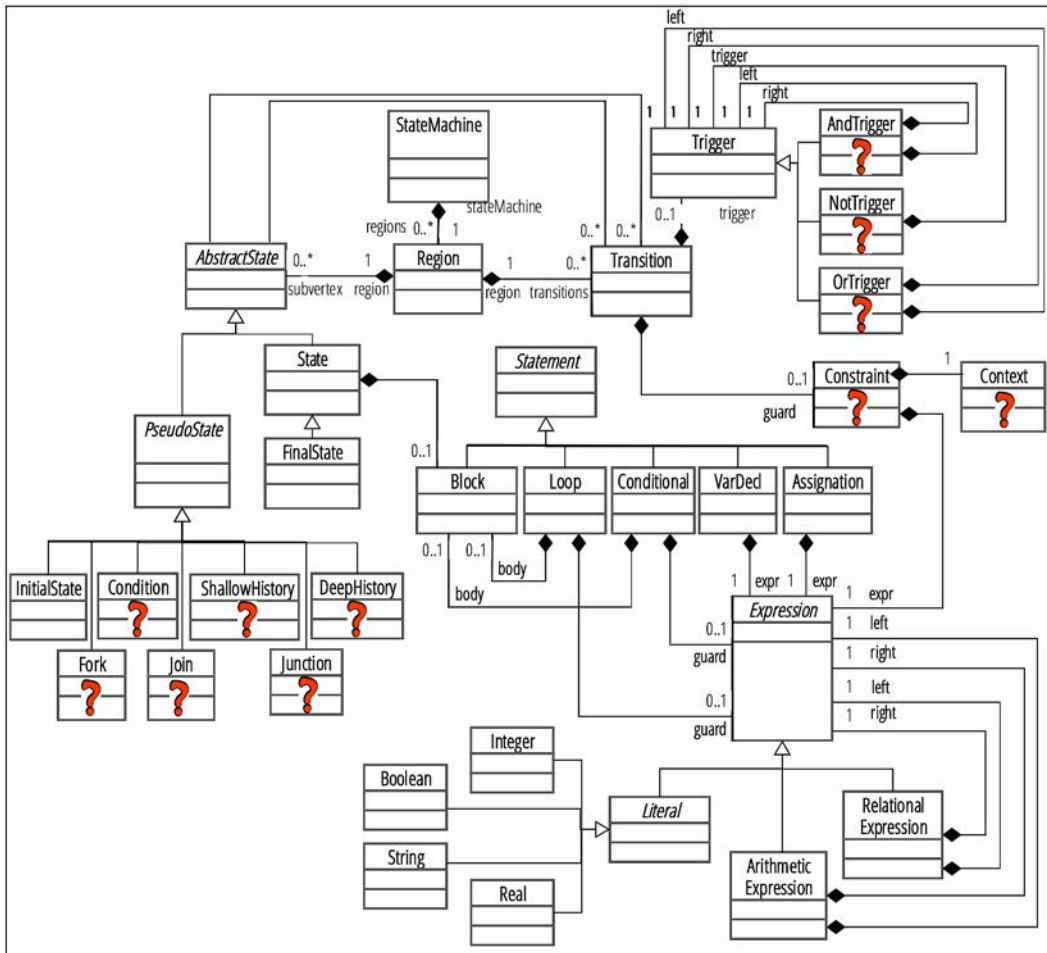 left
right
trigger
left
right
1 1 1 1 1
StateMachine
Trigger
AndTrigger
?
NotTrigger
?
OrTrigger
?
stateMachine
regions 0..* 1
0..1 trigger
0..* 0..*
AbstractState
0..* 1
subvertex region
Region
1 0..*
region transitions
Transition
State
Statement
0..1
guard
Constraint
?
1
Context
?
PseudoState
FinalState
0..1
Block
Loop
Conditional
VarDecl
Assignation
0..1 0..1
body
body
1 expr 1 expr
InitialState
Condition
?
ShallowHistory
?
DeepHistory
?
Fork
?
Join
?
Junction
?
Expression
1 expr
1 left
1 right
1 left
1 right
0..1
guard
0..1
guard
Integer
Boolean
String
Real
Literal
Relational
Expression
Arithmetic
Expression